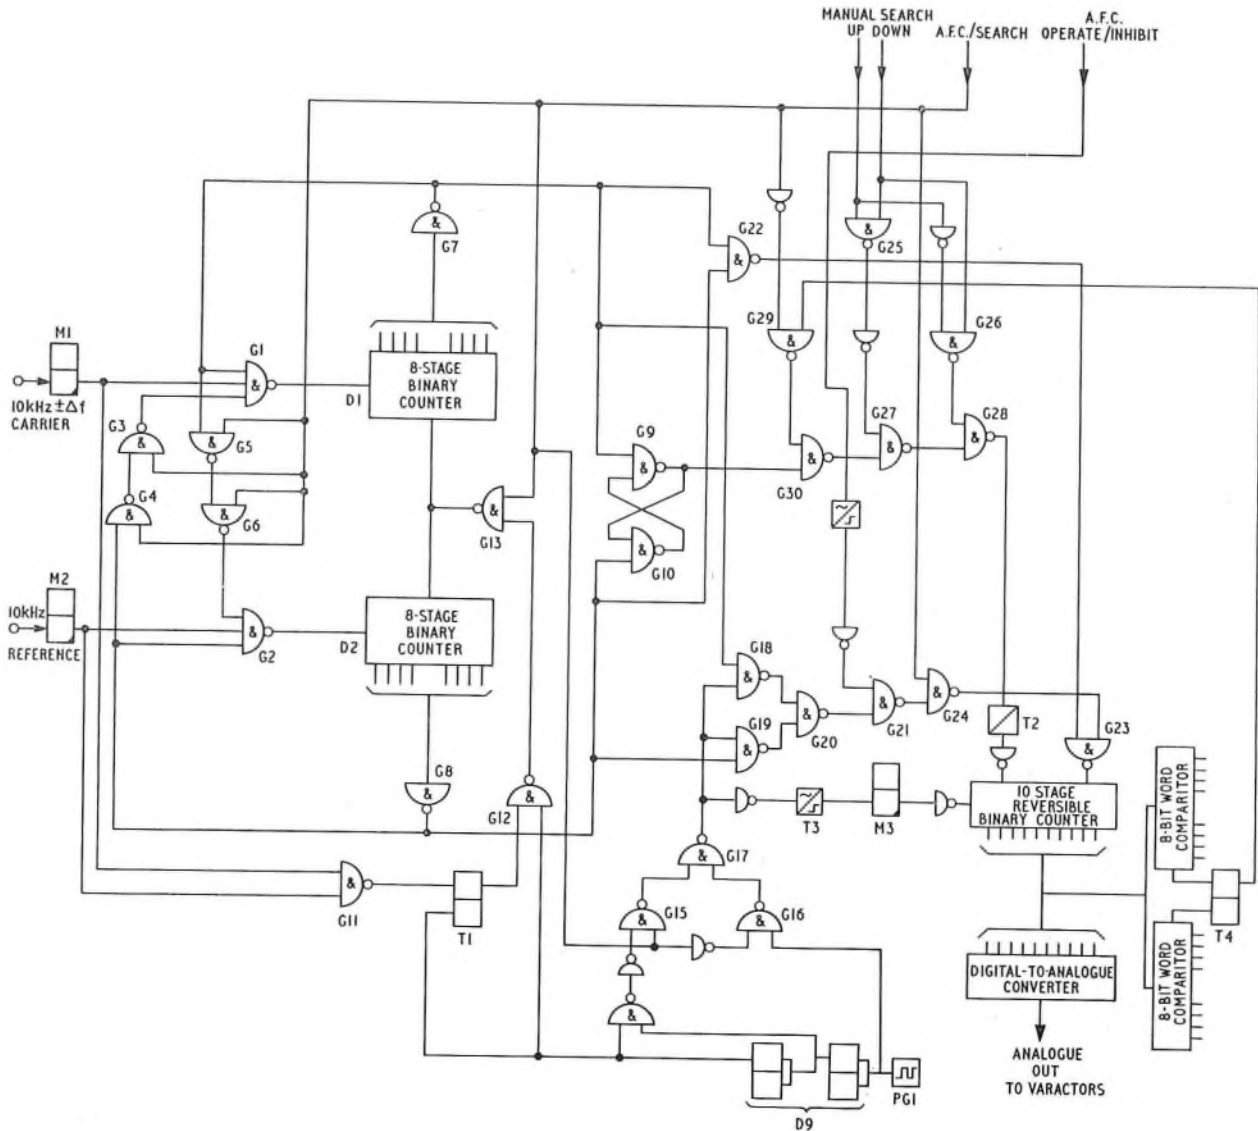 MANUAL SEARCH
UP DOWN
A.F.C./SEARCH
A.F.C.
OPERATE/INHIBIT
&
G7
&
G22
&
G25
M1
G1
&
10kHz ± Δf
CARRIER
8-STAGE
BINARY
COUNTER
D1
G29
&
&
G26
G3
&
&
G5
G4
&
&
G6
G9
&
G27
&
G28
&
&
G30
&
G13
&
G10
M2
10kHz
REFERENCE
&
G2
D2
8-STAGE
BINARY
COUNTER
G18
&
G19
&
&
G20
&
G21
&
G24
T2
G23
&
G8
&
&
G12
10 STAGE
REVERSIBLE
BINARY COUNTER
T3
M3
8-BIT WORD
COMPARITOR
G17
&
&
G11
T1
G15
&
G16
&
T4
&
DIGITAL-TO-ANALOGUE
CONVERTER
8-BIT WORD
COMPARITOR
ANALOGUE
OUT
TO VARACTORS
PG1
D9